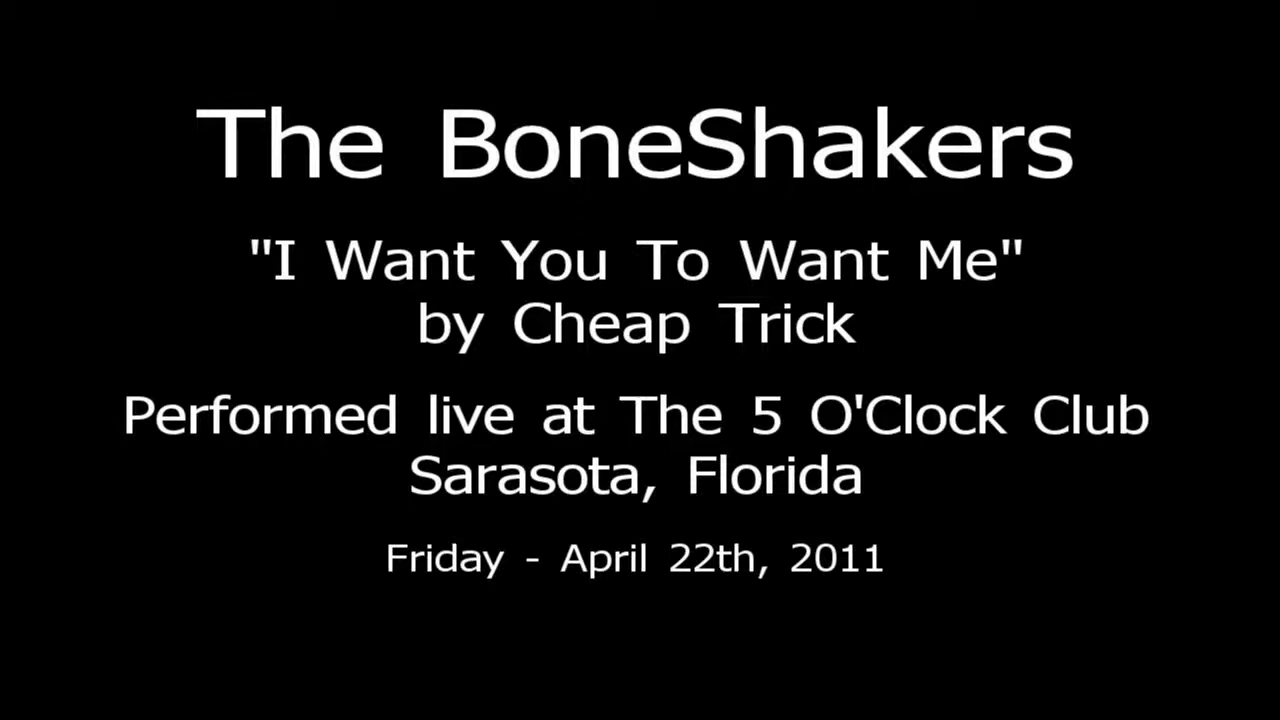 The BoneShakers
"I Want You To Want Me"
by Cheap Trick
Performed live at The 5 O'Clock Club
Sarasota, Florida
Friday - April 22th, 2011